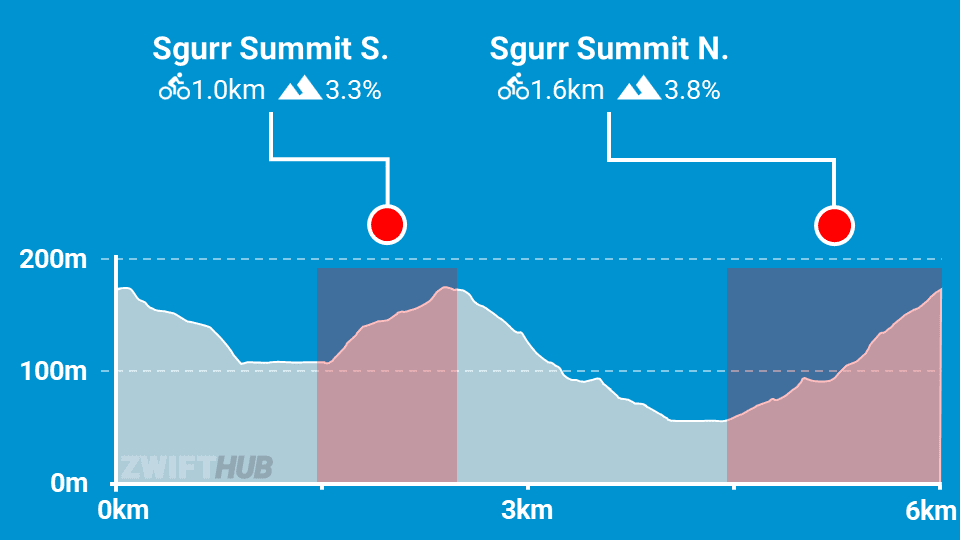 Sgurr Summit S.
1.0km 3.3%
Sgurr Summit N.
1.6km 3.8%
200m
100m
0m
ZWIFTHUB
0km 3km 6km